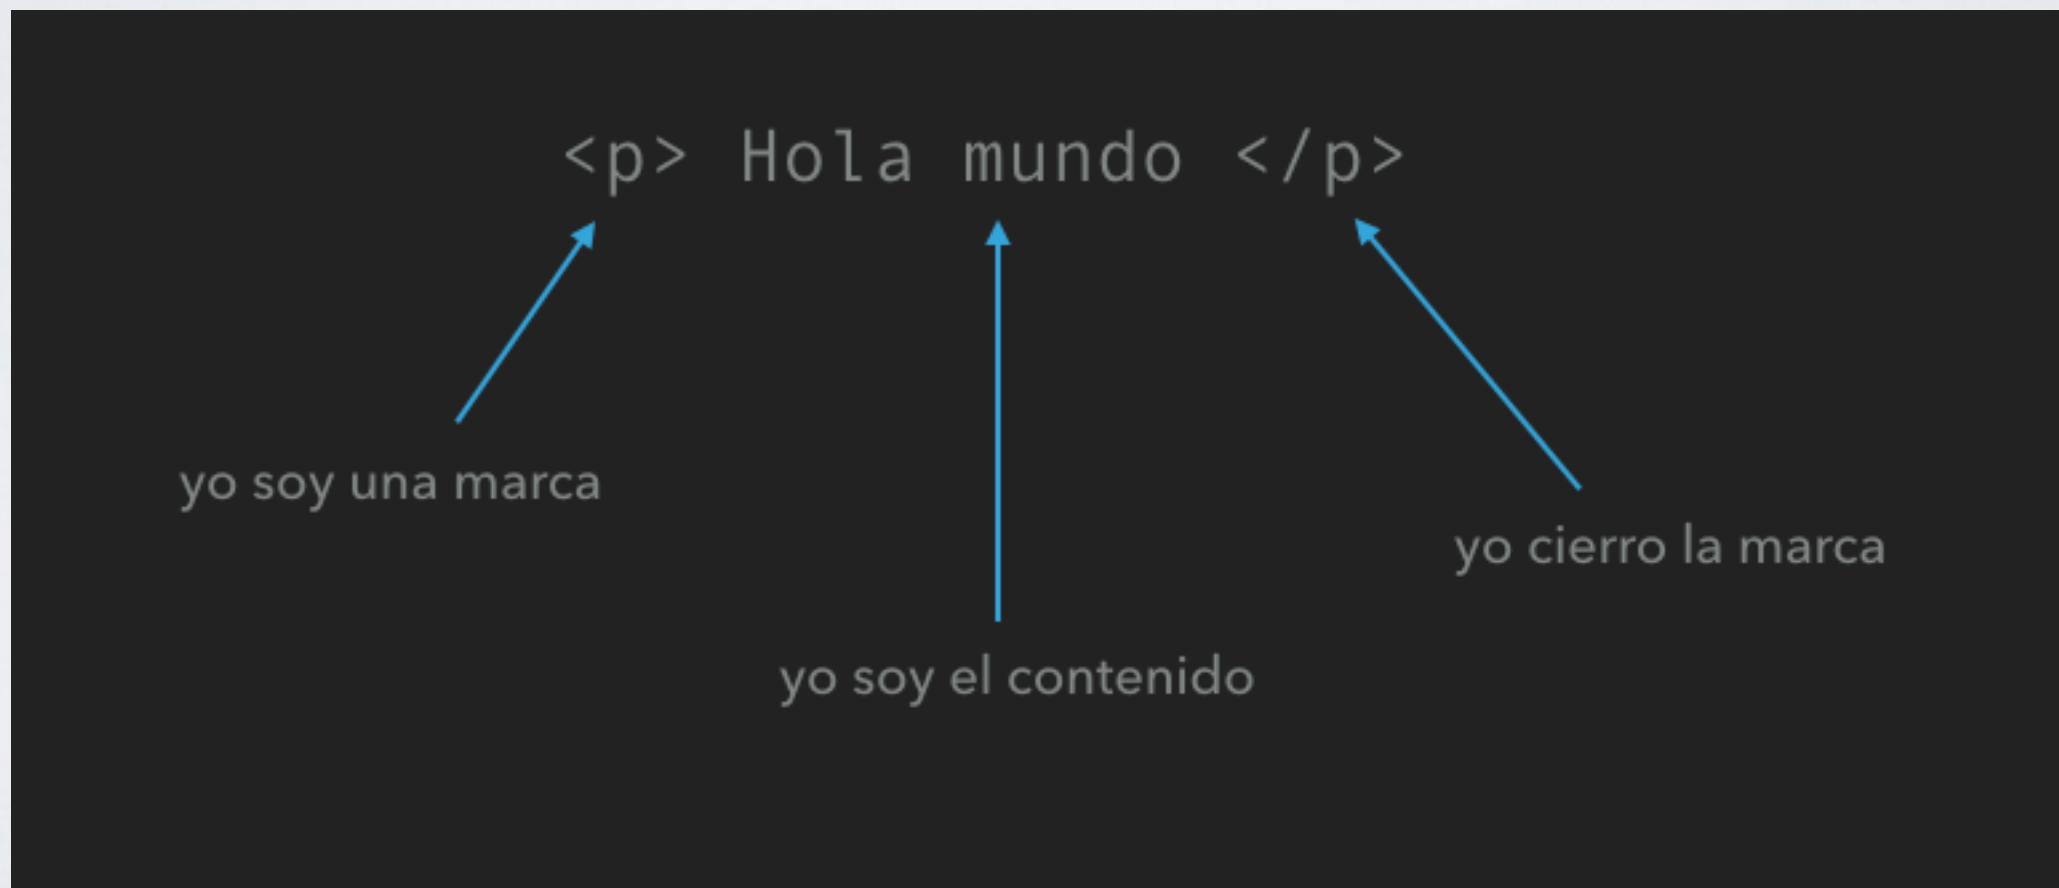 <p> Hola mundo </p>
yo soy una marca
yo cierro la marca
yo soy el contenido